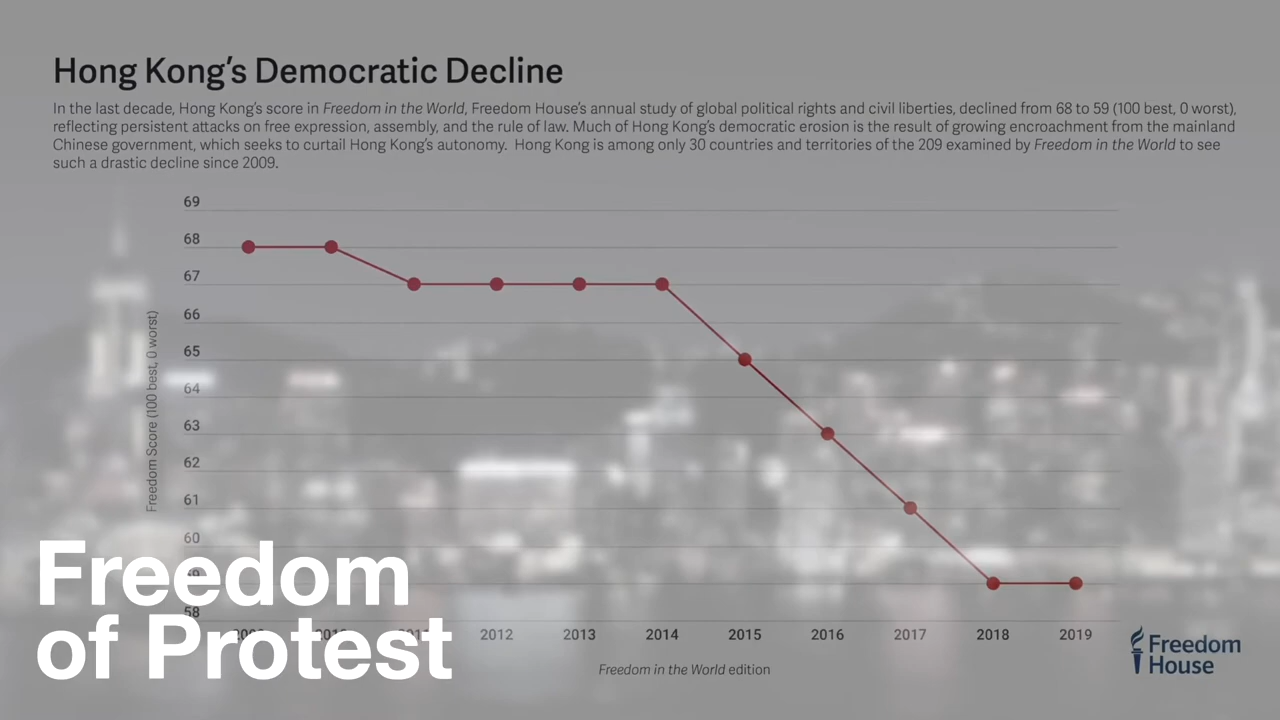 Hong Kong's Democratic Decline
In the last decade, Hong Kong's score in Freedom in the World, Freedom House's annual study of global political rights and civil liberties, declined from 68 to 59 (100 best, 0 worst),
reflecting persistent attacks on free expression, assembly, and the rule of law. Much of Hong Kong's democratic erosion is the result of growing encroachment from the mainland
Chinese government, which seeks to curtail Hong Kong's autonomy. Hong Kong is among only 30 countries and territories of the 209 examined by Freedom in the World to see
such a drastic decline since 2009.
69
68
67
66
65
64
63
62
61
60
58
Freedom Score (100 best, 0 worst)
2012 2013 2014 2015 2016 2017 2018 2019
Freedom in the World edition
Freedom
of Protest
Freedom
House